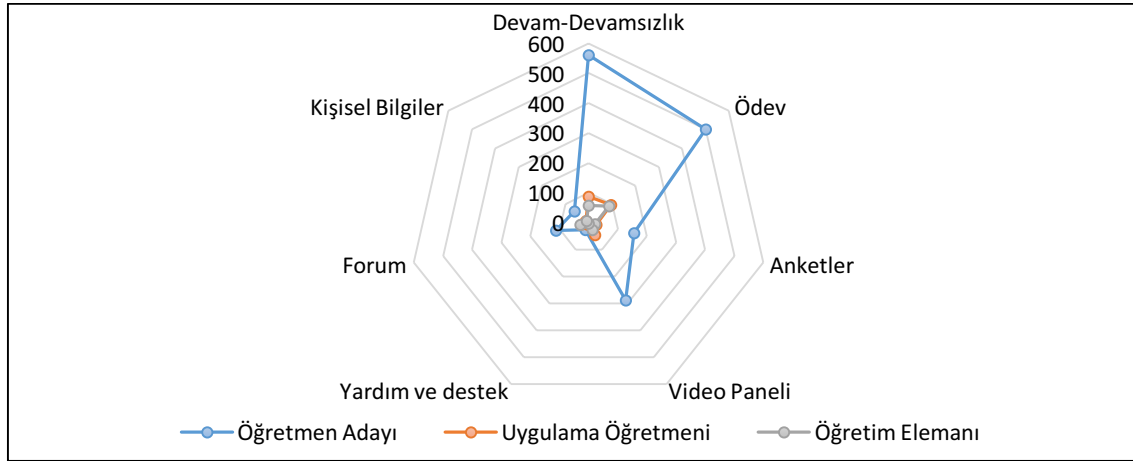 Devam-Devamsızlık
600
500
400
300
200
100
0
Ödev
Anketler
Video Paneli
Yardım ve destek
Forum
Kişisel Bilgiler
Öğretmen Adayı
Uygulama Öğretmeni
Öğretim Elemanı